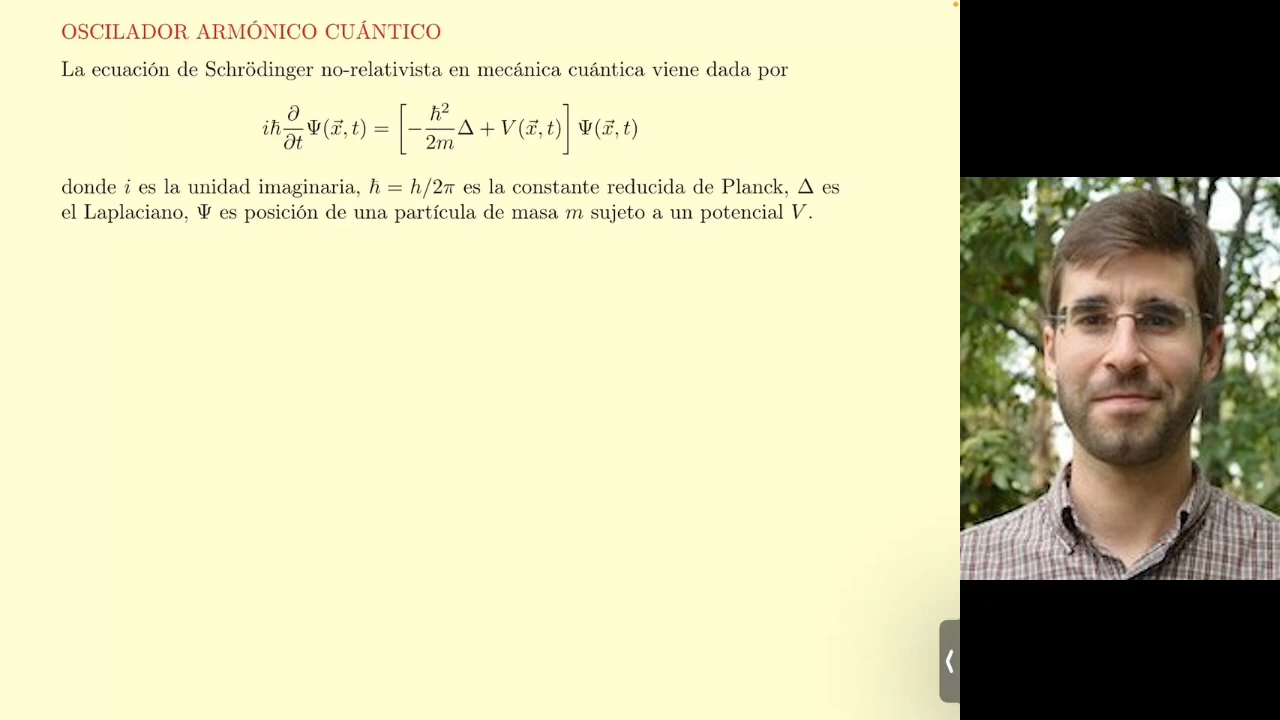 OSCILADOR ARMÓNICO CUÁNTICO
La ecuación de Schrödinger no-relativista en mecánica cuántica viene dada por
iℏ ∂/∂t Ψ(x⃗, t) = [−ℏ²/2m Δ + V(x⃗, t)] Ψ(x⃗, t)
donde i es la unidad imaginaria, ℏ = h/2π es la constante reducida de Planck, Δ es
el Laplaciano, Ψ es posición de una partícula de masa m sujeto a un potencial V.